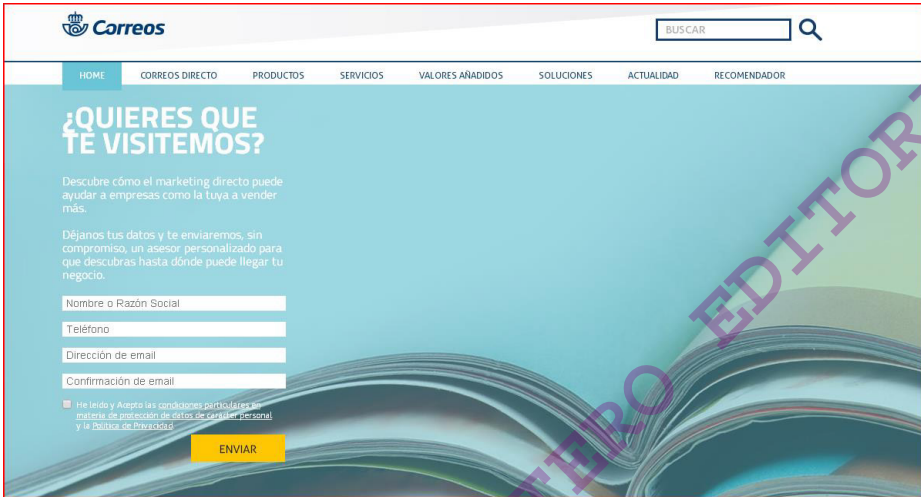 Correos
BUSCAR
HOME CORREOS DIRECTO PRODUCTOS SERVICIOS VALORES AÑADIDOS SOLUCIONES ACTUALIDAD RECOMENDADOR
¿QUIERES QUE
TE VISITEMOS?
Descubre cómo el marketing directo puede
ayudar a empresas como la tuya a vender
más.
Déjanos tus datos y te enviaremos, sin
compromiso, un asesor personalizado para
que descubras hasta dónde puede llegar tu
negocio.
Nombre o Razón Social
Teléfono
Dirección de email
Confirmación de email
He leído y Acepto las condiciones particulares en
materia de protección de datos de carácter personal
y la Política de Privacidad
ENVIAR